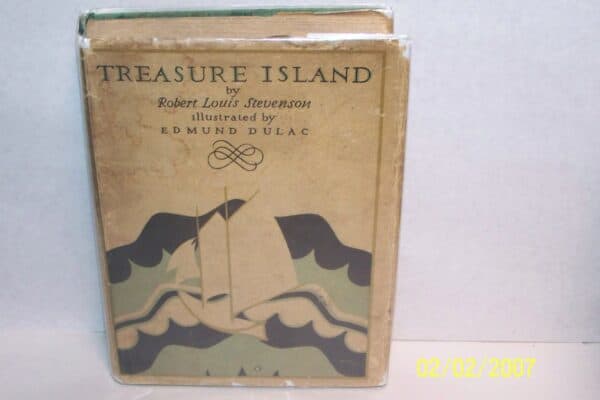 TREASURE ISLAND
by
Robert Louis Stevenson
illustrated by
EDMUND DULAC
02/02/2007